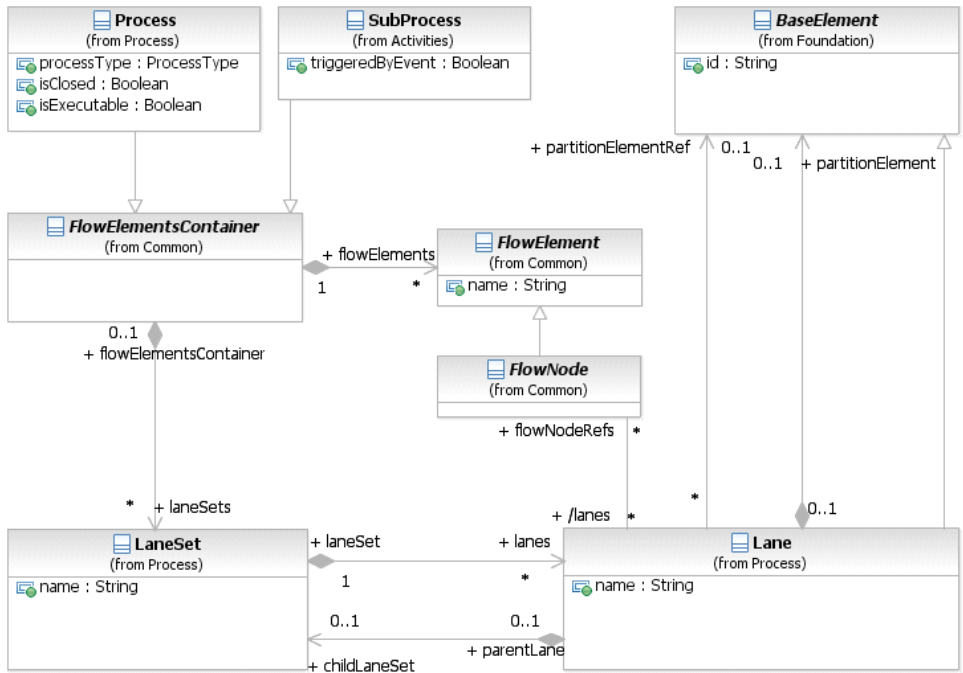 Process
(from Process)
processType : ProcessType
isClosed : Boolean
isExecutable : Boolean
SubProcess
(from Activities)
triggeredByEvent : Boolean
BaseElement
(from Foundation)
id : String
+ partitionElementRef
0..1
0..1
+ partitionElement
FlowElementsContainer
(from Common)
+ flowElements
1
*
FlowElement
(from Common)
name : String
0..1
+ flowElementsContainer
FlowNode
(from Common)
+ flowNodeRefs
*
*
+ laneSets
+ /lanes
*
*
0..1
LaneSet
(from Process)
name : String
+ laneSet
+ lanes
1
*
Lane
(from Process)
name : String
0..1
0..1
+ parentLane
+ childLaneSet